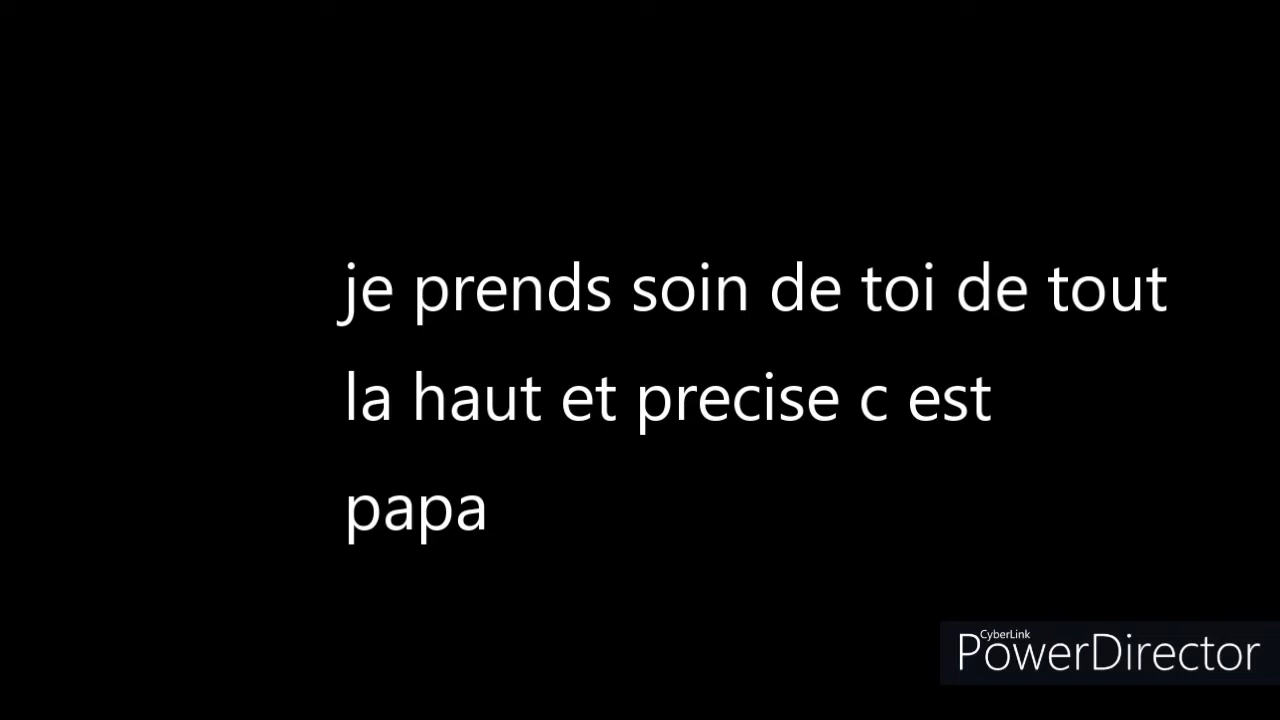 je prends soin de toi de tout
la haut et precise c est
papa
CyberLink
PowerDirector